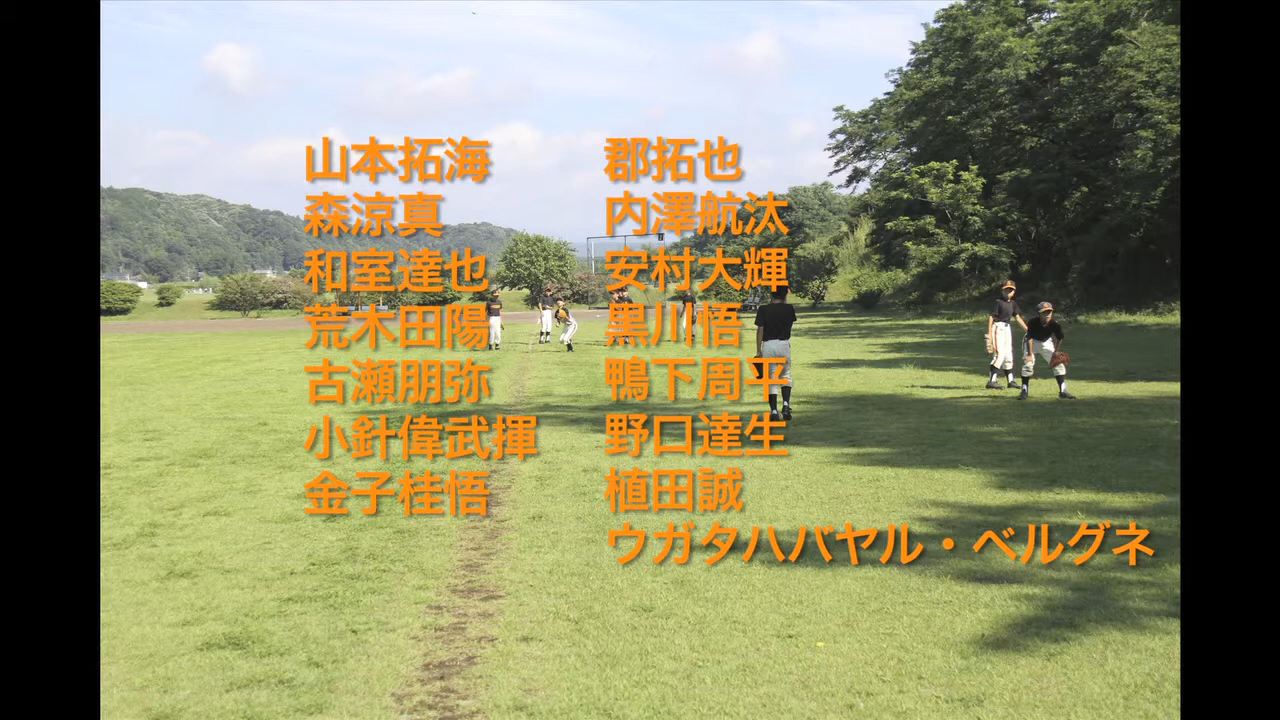 山本拓海
森涼真
和室達也
荒木田陽
古瀬朋弥
小針偉武揮
金子桂悟
郡拓也
内澤航汰
安村大輝
黒川悟
鴨下周平
野口達生
植田誠
ウガタハバヤル・ベルグネ